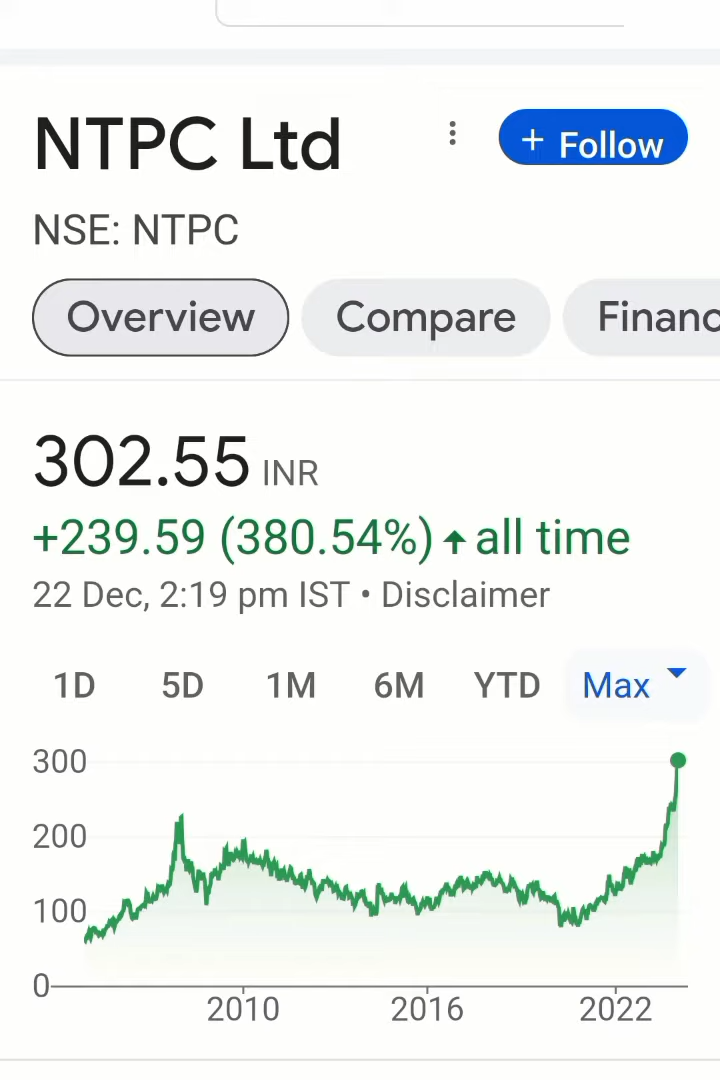 NTPC Ltd
+ Follow
NSE: NTPC
Overview
Compare
Financ
302.55 INR
+239.59 (380.54%) ↑ all time
22 Dec, 2:19 pm IST • Disclaimer
1D 5D 1M 6M YTD Max
300
200
100
0
2010 2016 2022